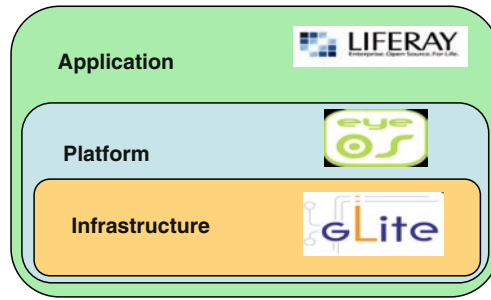 Application
LIFERAY
Enterprise. Open Source. For Life.
Platform
eye
OS
Infrastructure
gLite